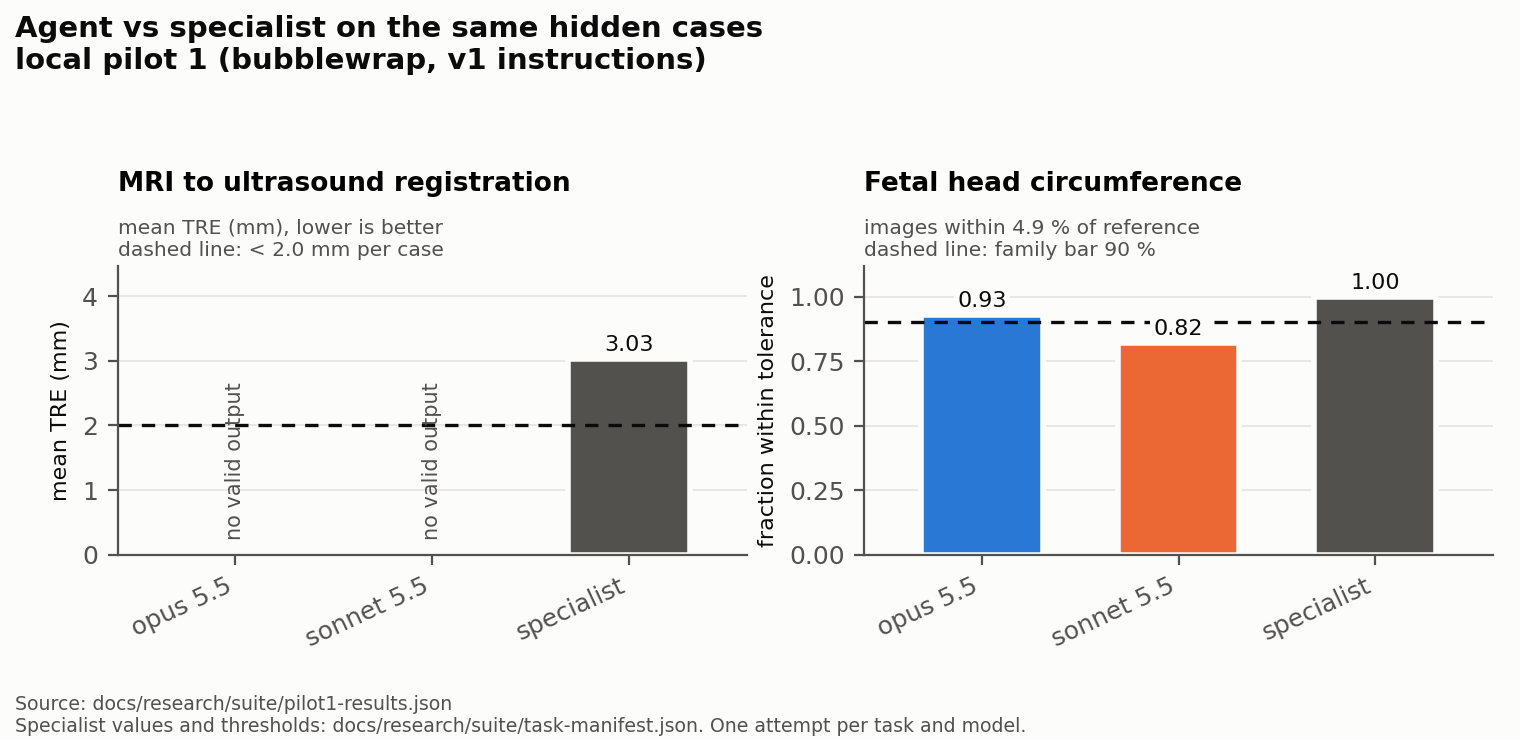 Agent vs specialist on the same hidden cases
local pilot 1 (bubblewrap, v1 instructions)
MRI to ultrasound registration
mean TRE (mm), lower is better
dashed line: < 2.0 mm per case
mean TRE (mm)
4
3
2
1
0
no valid output
no valid output
3.03
opus 5.5
sonnet 5.5
specialist
Fetal head circumference
images within 4.9 % of reference
dashed line: family bar 90 %
fraction within tolerance
1.00
0.75
0.50
0.25
0.00
0.93
0.82
1.00
opus 5.5
sonnet 5.5
specialist
Source: docs/research/suite/pilot1-results.json
Specialist values and thresholds: docs/research/suite/task-manifest.json. One attempt per task and model.